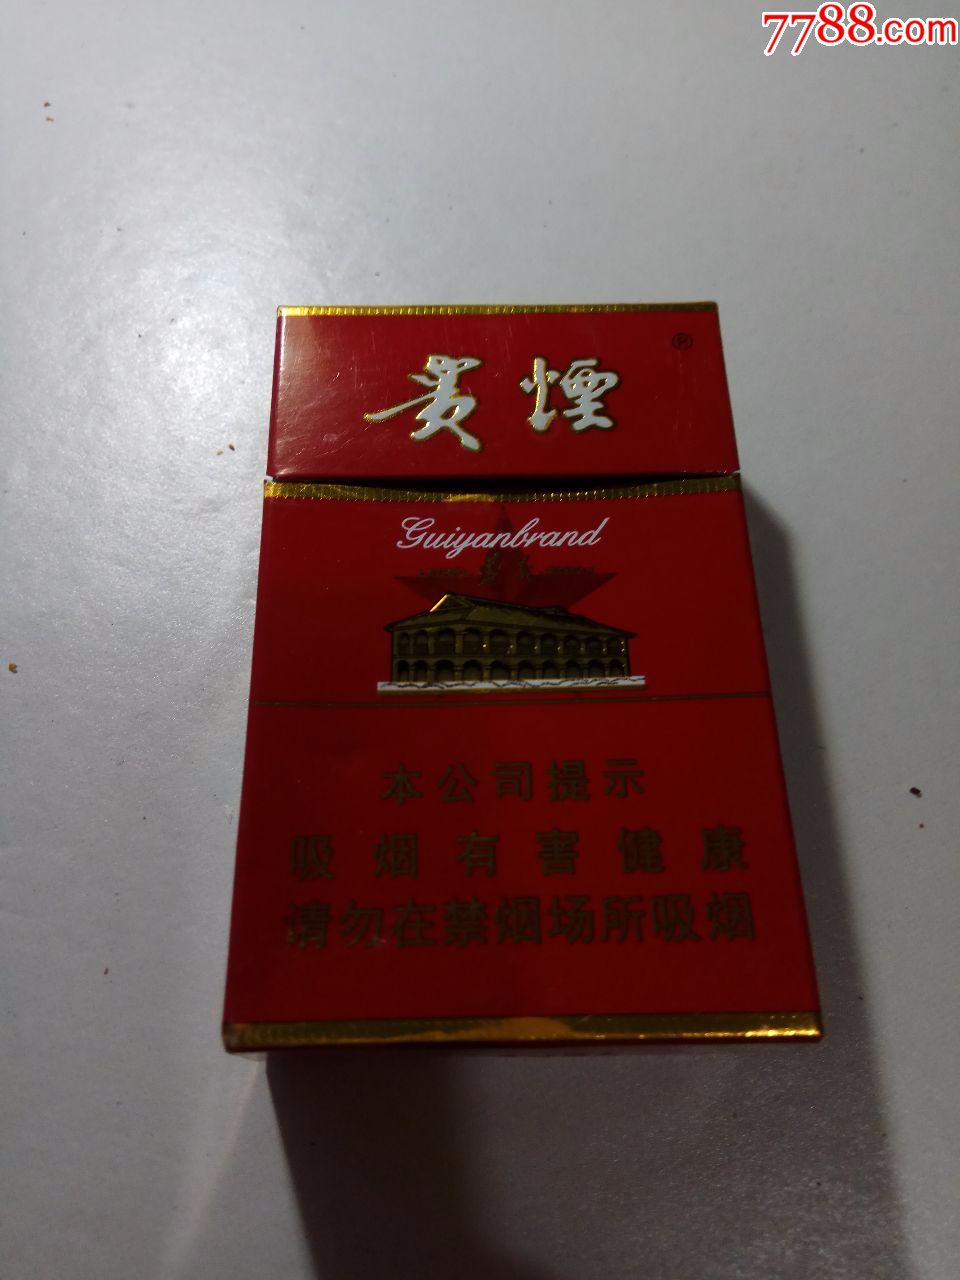 7788.com
贵煙
®
Guiyanbrand
本公司提示
吸烟有害健康
请勿在禁烟场所吸烟